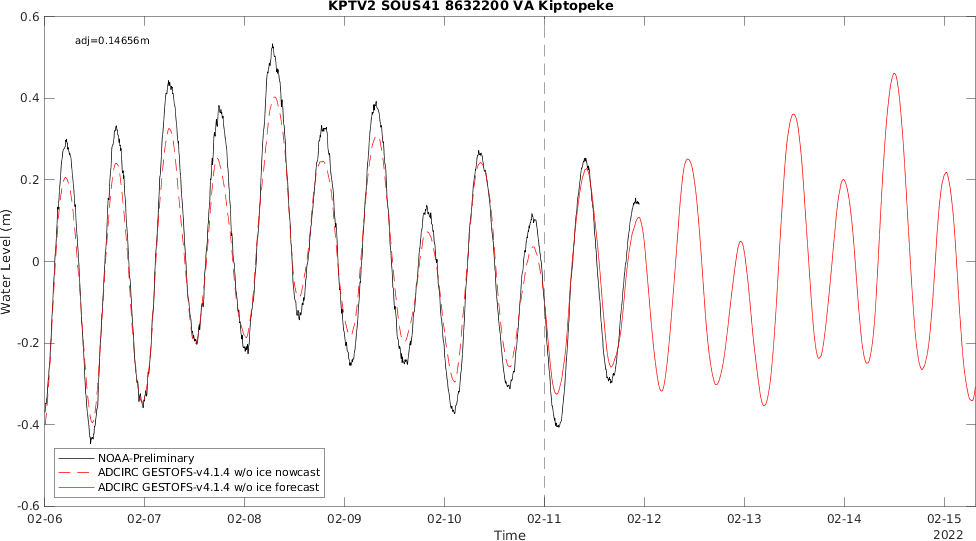 KPTV2 SOUS41 8632200 VA Kiptopeke
adj=0.14656m
0.6
0.4
0.2
0
-0.2
-0.4
-0.6
Water Level (m)
NOAA-Preliminary
ADCIRC GESTOFS-v4.1.4 w/o ice nowcast
ADCIRC GESTOFS-v4.1.4 w/o ice forecast
02-06 02-07 02-08 02-09 02-10 02-11 02-12 02-13 02-14 02-15
2022
Time